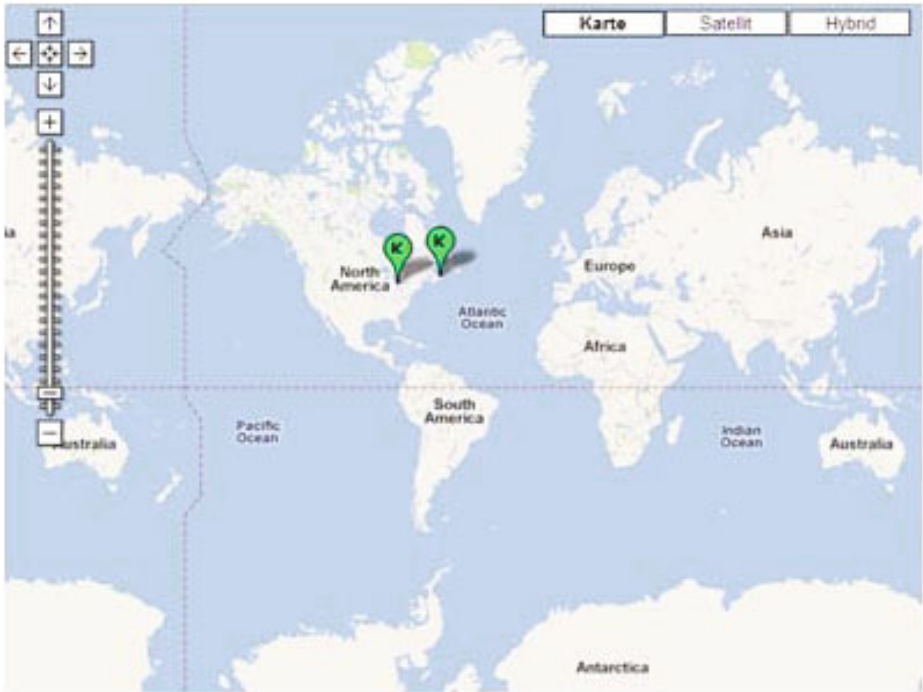 Karte
Satellit
Hybrid
ia
Asia
North
America
Europe
Atlantic
Ocean
Africa
South
America
Pacific
Ocean
Indian
Ocean
Australia
Australia
Antarctica
K
K